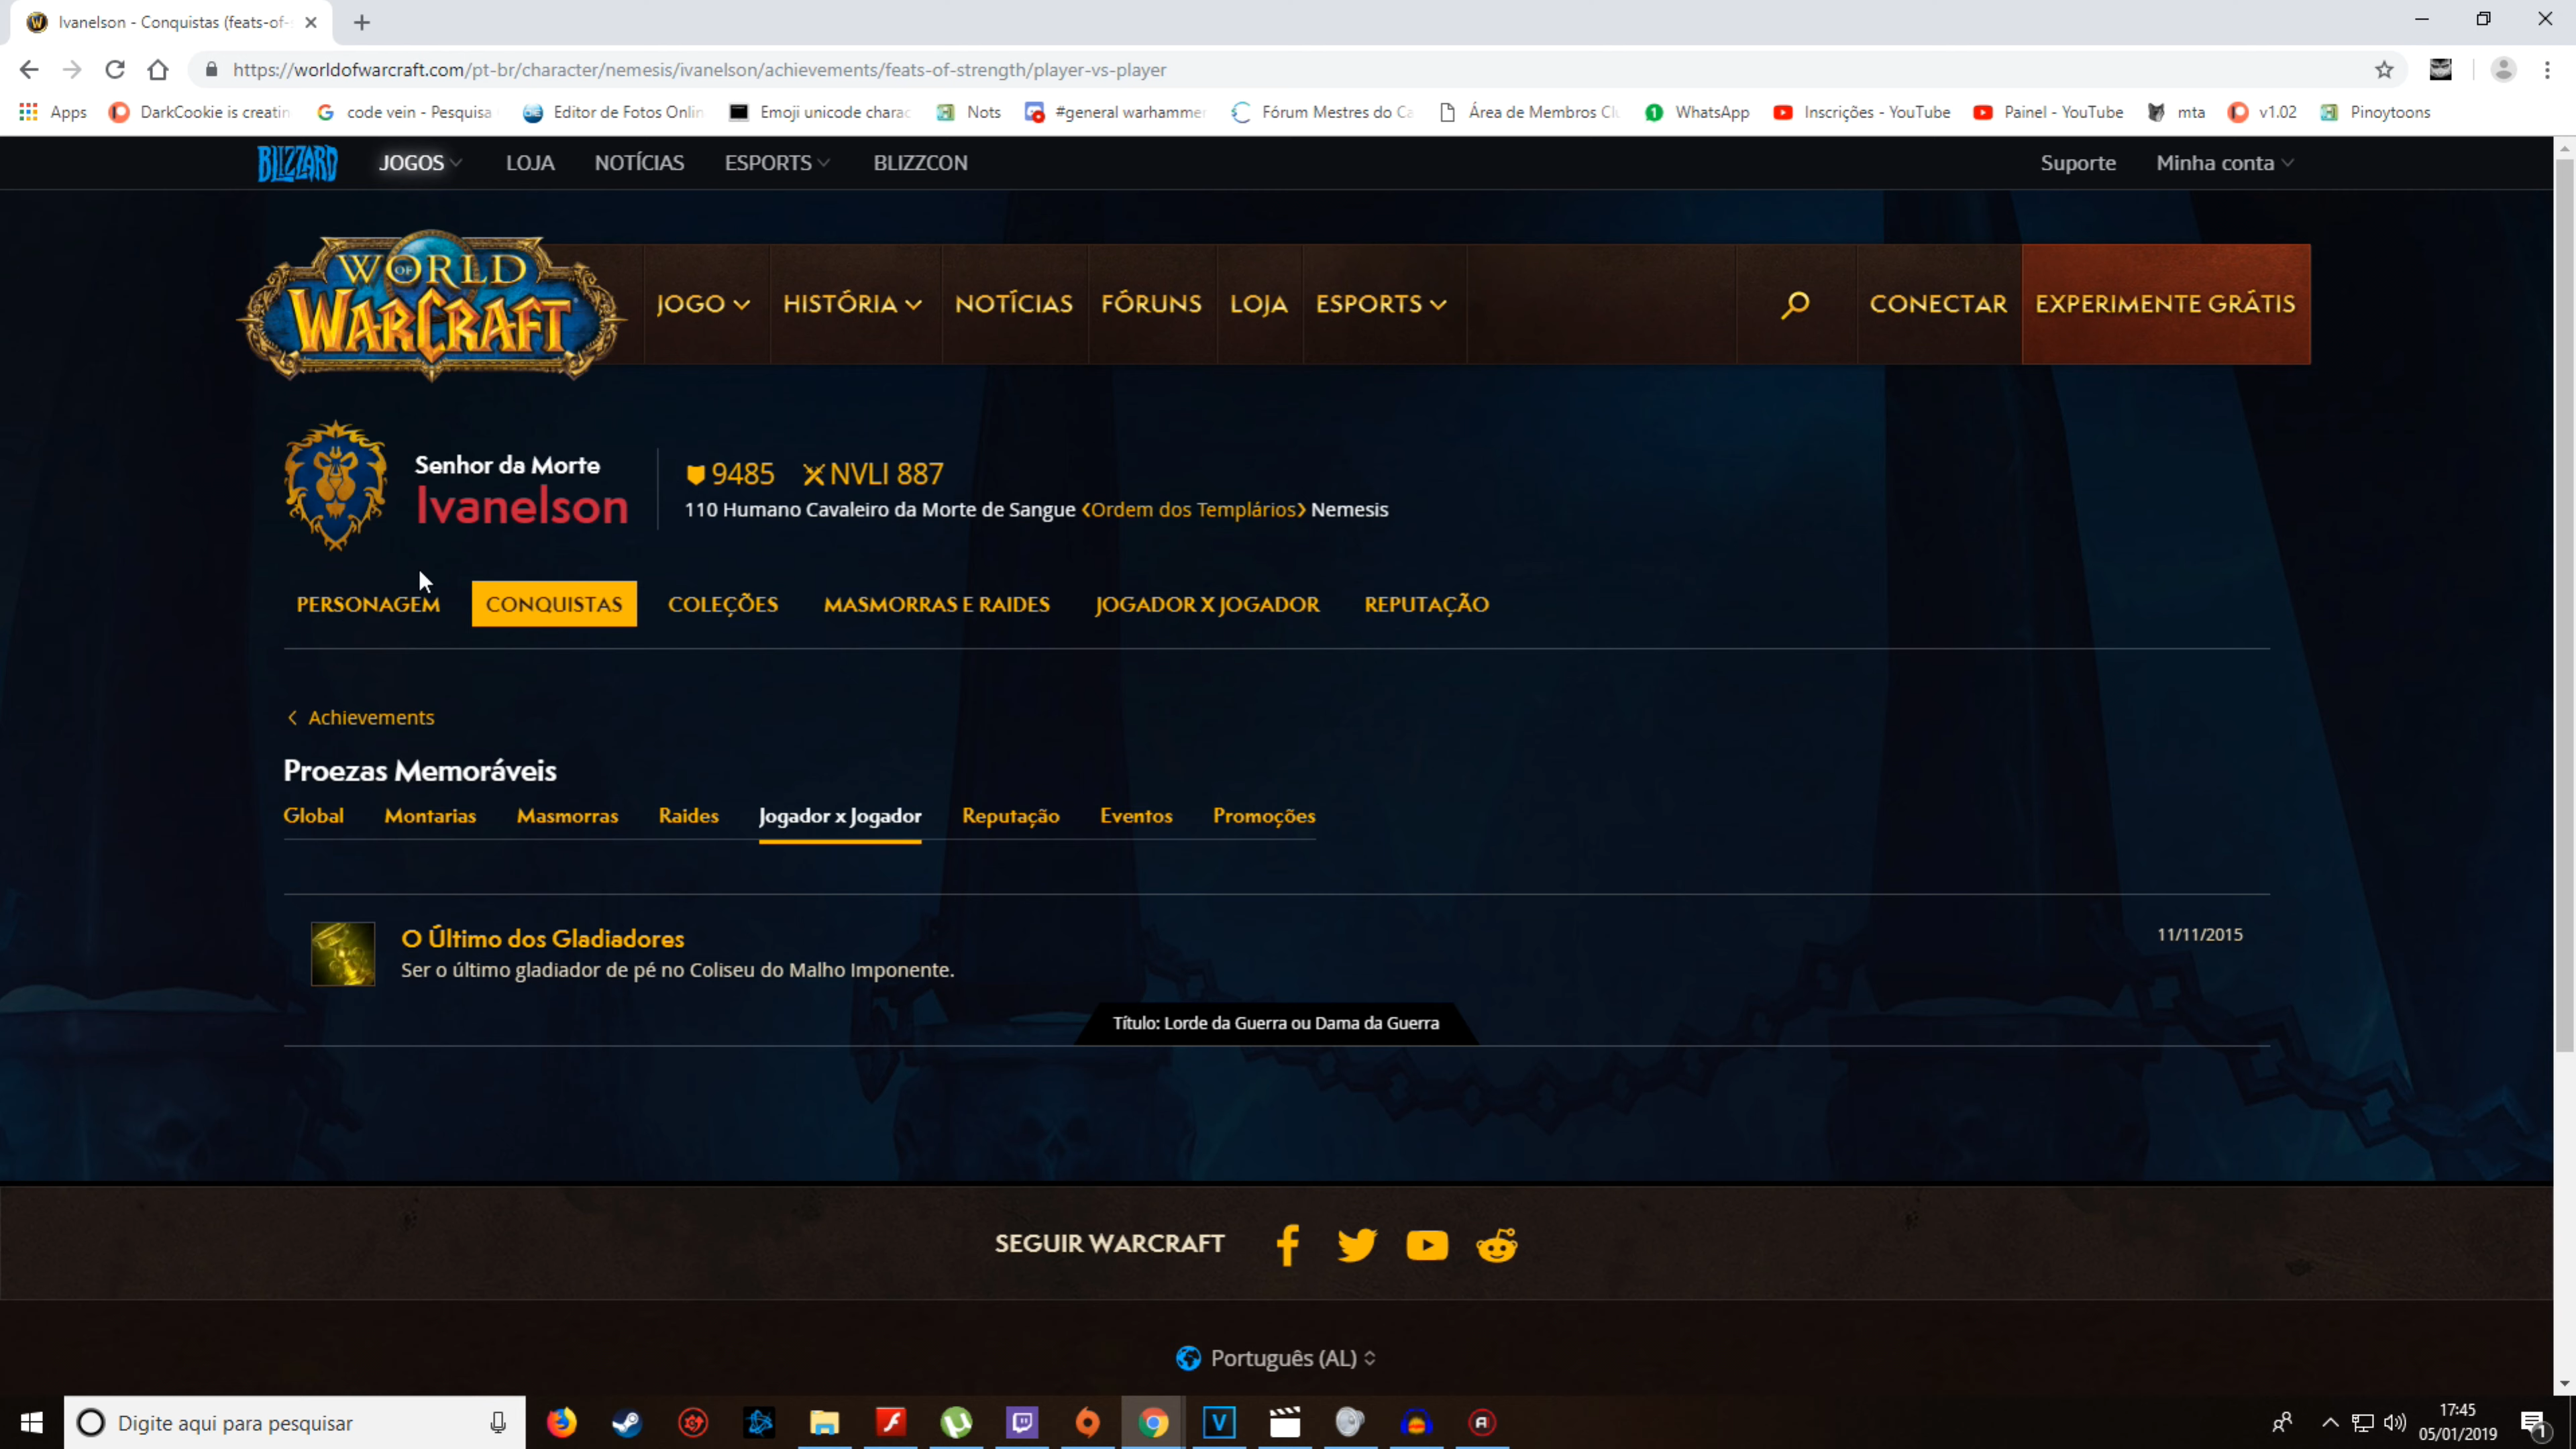 Ivanelson - Conquistas (feats-of-
https://worldofwarcraft.com/pt-br/character/nemesis/ivanelson/achievements/feats-of-strength/player-vs-player
Apps DarkCookie is creatin code vein - Pesquisa Editor de Fotos Onlin Emoji unicode charac Nots #general warhammer Fórum Mestres do Ca Área de Membros Clu WhatsApp Inscrições - YouTube Painel - YouTube mta v1.02 Pinoytoons
BLIZZARD JOGOS LOJA NOTÍCIAS ESPORTS BLIZZCON Suporte Minha conta
WORLD OF WARCRAFT
JOGO HISTÓRIA NOTÍCIAS FÓRUNS LOJA ESPORTS CONECTAR EXPERIMENTE GRÁTIS
Senhor da Morte
Ivanelson
9485 NVLI 887
110 Humano Cavaleiro da Morte de Sangue <Ordem dos Templários> Nemesis
PERSONAGEM CONQUISTAS COLEÇÕES MASMORRAS E RAIDES JOGADOR X JOGADOR REPUTAÇÃO
Achievements
Proezas Memoráveis
Global Montarias Masmorras Raides Jogador x Jogador Reputação Eventos Promoções
O Último dos Gladiadores
11/11/2015
Ser o último gladiador de pé no Coliseu do Malho Imponente.
Título: Lorde da Guerra ou Dama da Guerra
SEGUIR WARCRAFT
Português (AL)
Digite aqui para pesquisar
17:45
05/01/2019
1